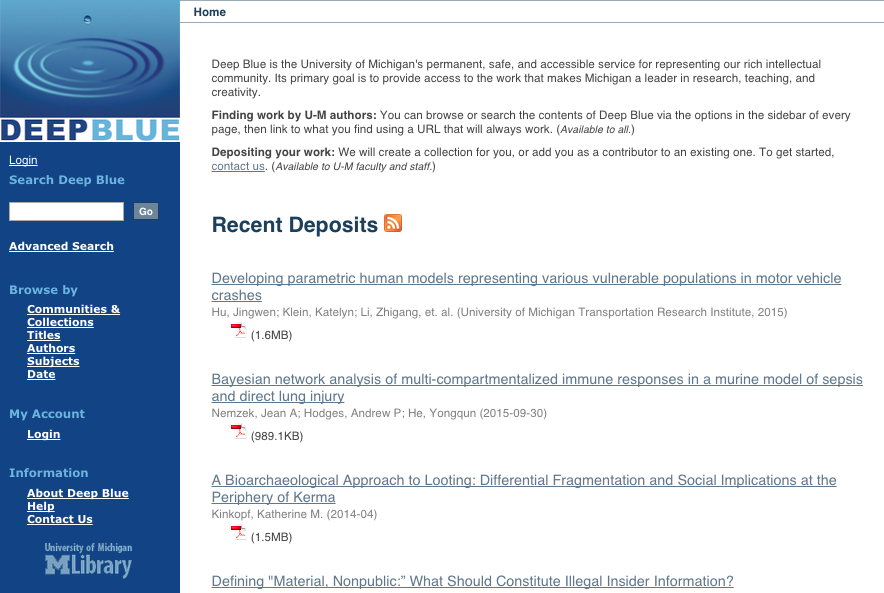 DEEPBLUE
Login
Search Deep Blue
Go
Advanced Search
Browse by
Communities &
Collections
Titles
Authors
Subjects
Date
My Account
Login
Information
About Deep Blue
Help
Contact Us
University of Michigan
MLibrary
Home
Deep Blue is the University of Michigan's permanent, safe, and accessible service for representing our rich intellectual
community. Its primary goal is to provide access to the work that makes Michigan a leader in research, teaching, and
creativity.
Finding work by U-M authors: You can browse or search the contents of Deep Blue via the options in the sidebar of every
page, then link to what you find using a URL that will always work. (Available to all.)
Depositing your work: We will create a collection for you, or add you as a contributor to an existing one. To get started,
contact us. (Available to U-M faculty and staff.)
Recent Deposits
Developing parametric human models representing various vulnerable populations in motor vehicle
crashes
Hu, Jingwen; Klein, Katelyn; Li, Zhigang, et. al. (University of Michigan Transportation Research Institute, 2015)
(1.6MB)
Bayesian network analysis of multi-compartmentalized immune responses in a murine model of sepsis
and direct lung injury
Nemzek, Jean A; Hodges, Andrew P; He, Yongqun (2015-09-30)
(989.1KB)
A Bioarchaeological Approach to Looting: Differential Fragmentation and Social Implications at the
Periphery of Kerma
Kinkopf, Katherine M. (2014-04)
(1.5MB)
Defining "Material, Nonpublic:” What Should Constitute Illegal Insider Information?